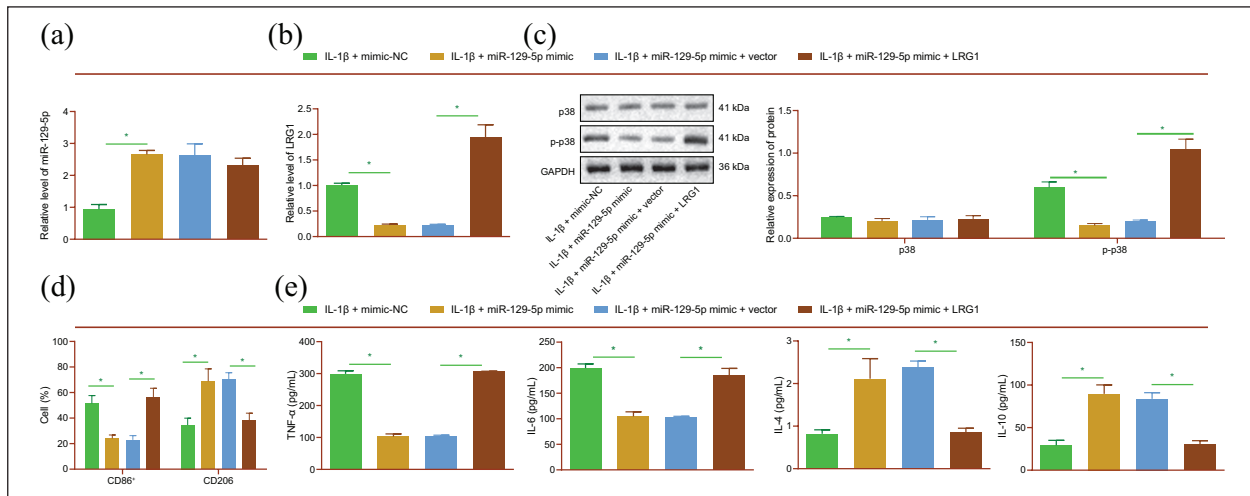 (a)
(b)
(c)
IL-1β + mimic-NC
IL-1β + miR-129-5p mimic
IL-1β + miR-129-5p mimic + vector
IL-1β + miR-129-5p mimic + LRG1
Relative level of miR-129-5p
4
3
2
1
0
*
Relative level of LRG1
2.5
2.0
1.5
1.0
0.5
0.0
*
*
p38
41 kDa
p-p38
41 kDa
GAPDH
36 kDa
IL-1β + mimic-NC
IL-1β + miR-129-5p mimic
IL-1β + miR-129-5p mimic + vector
IL-1β + miR-129-5p mimic + LRG1
Relative expression of protein
1.5
1.0
0.5
0.0
*
*
p38
p-p38
(d)
(e)
IL-1β + mimic-NC
IL-1β + miR-129-5p mimic
IL-1β + miR-129-5p mimic + vector
IL-1β + miR-129-5p mimic + LRG1
Cell (%)
100
80
60
40
20
0
*
*
*
*
CD86⁺
CD206
TNF-α (pg/mL)
400
300
200
100
0
*
*
IL-6 (pg/mL)
250
200
150
100
50
0
*
*
IL-4 (pg/mL)
3
2
1
0
*
*
IL-10 (pg/mL)
150
100
50
0
*
*